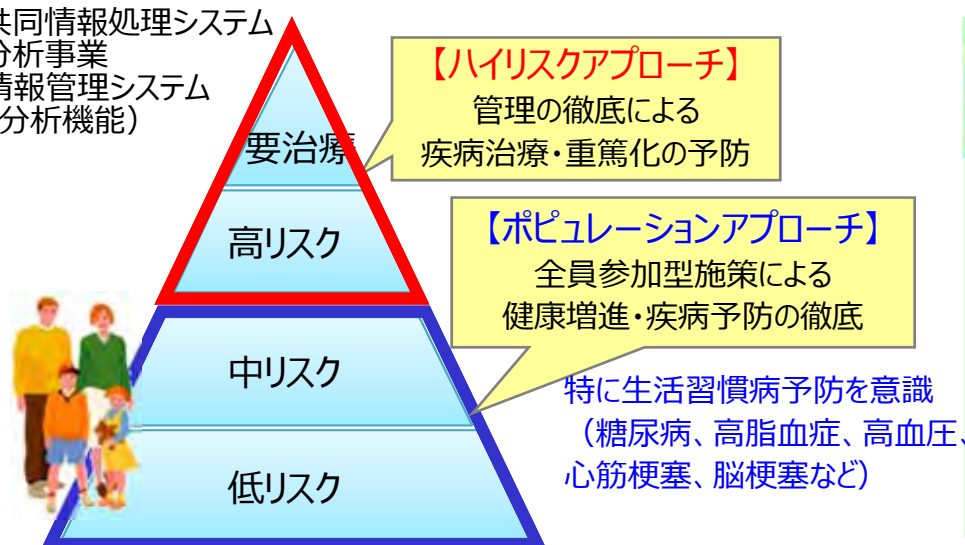 共同情報処理システム
分析事業
情報管理システム
分析機能）
【ハイリスクアプローチ】
管理の徹底による
疾病治療・重篤化の予防
要治療
高リスク
【ポピュレーションアプローチ】
全員参加型施策による
健康増進・疾病予防の徹底
中リスク
特に生活習慣病予防を意識
（糖尿病、高脂血症、高血圧、
心筋梗塞、脳梗塞など）
低リスク